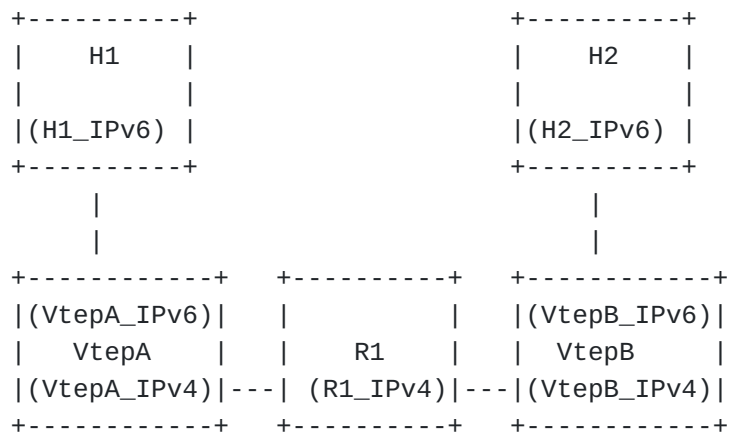 H1 H2
(H1_IPv6) (H2_IPv6)
(VtepA_IPv6) (VtepB_IPv6)
VtepA R1 VtepB
(VtepA_IPv4) (R1_IPv4) (VtepB_IPv4)